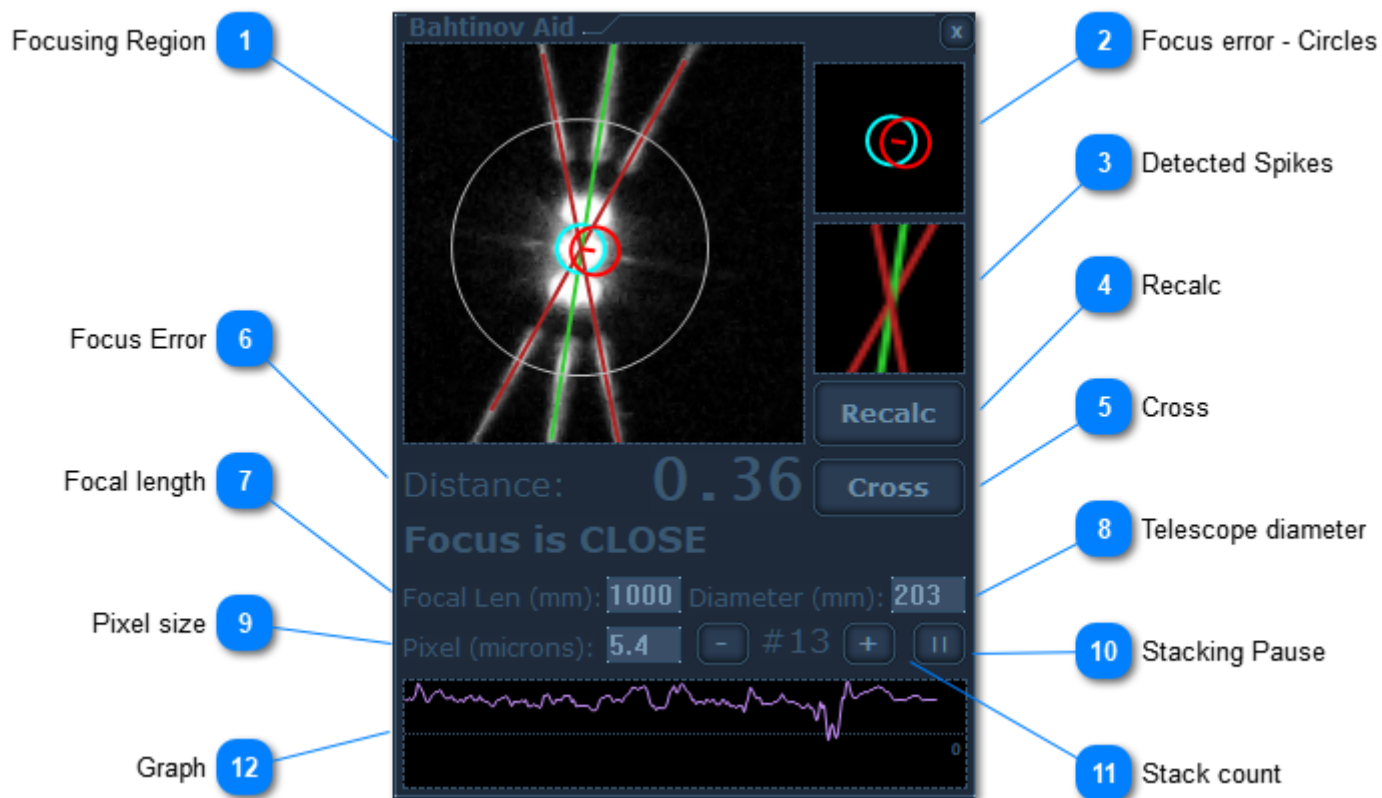 Bahtinov Aid x
Focusing Region 1
2 Focus error - Circles
3 Detected Spikes
4 Recalc
Recalc
5 Cross
Focus Error 6
Distance: 0.36 Cross
Focal length 7
Focus is CLOSE
8 Telescope diameter
Focal Len (mm): 1000 Diameter (mm): 203
Pixel size 9
Pixel (microns): 5.4 - #13 + II
10 Stacking Pause
0
Graph 12
11 Stack count